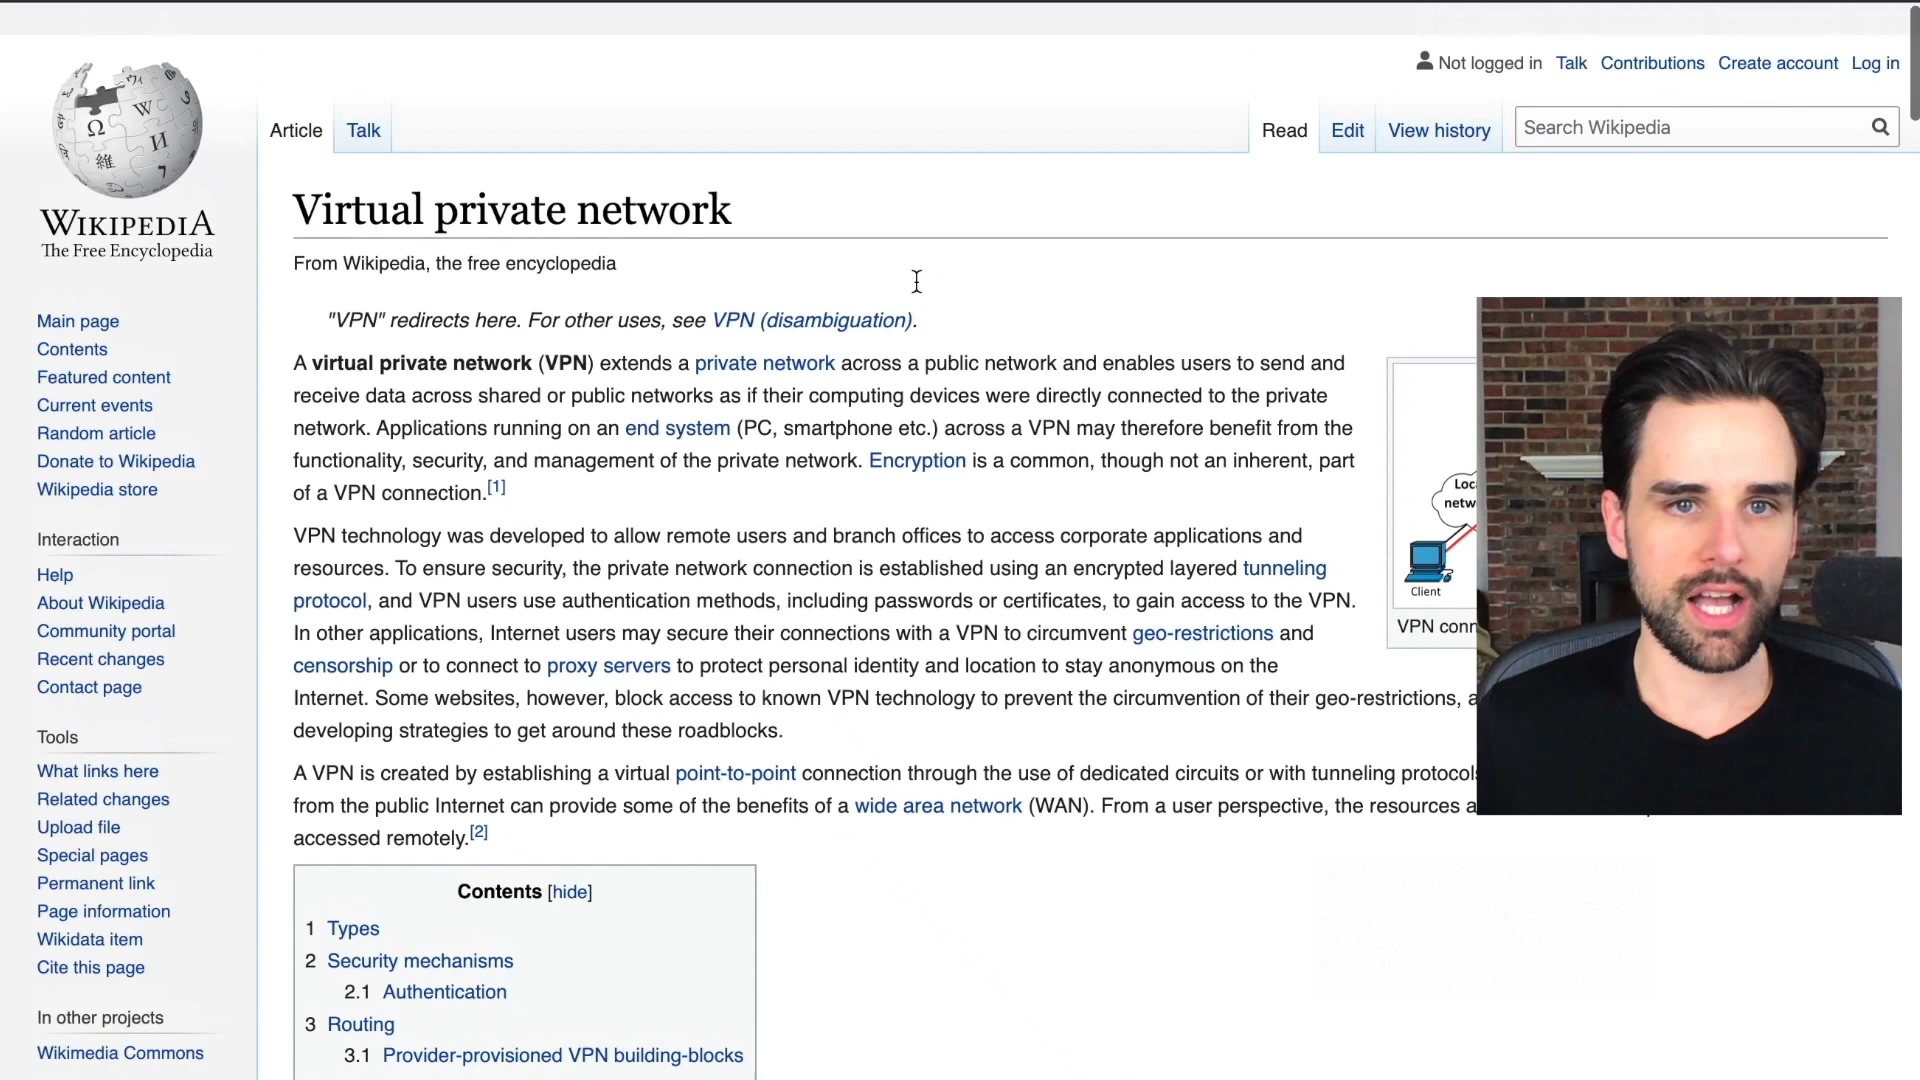 Not logged in Talk Contributions Create account Log in
Article Talk Read Edit View history Search Wikipedia
WIKIPEDIA
The Free Encyclopedia
Main page
Contents
Featured content
Current events
Random article
Donate to Wikipedia
Wikipedia store
Interaction
Help
About Wikipedia
Community portal
Recent changes
Contact page
Tools
What links here
Related changes
Upload file
Special pages
Permanent link
Page information
Wikidata item
Cite this page
In other projects
Wikimedia Commons
Virtual private network
From Wikipedia, the free encyclopedia
"VPN" redirects here. For other uses, see VPN (disambiguation).
A virtual private network (VPN) extends a private network across a public network and enables users to send and
receive data across shared or public networks as if their computing devices were directly connected to the private
network. Applications running on an end system (PC, smartphone etc.) across a VPN may therefore benefit from the
functionality, security, and management of the private network. Encryption is a common, though not an inherent, part
of a VPN connection.[1]
VPN technology was developed to allow remote users and branch offices to access corporate applications and
resources. To ensure security, the private network connection is established using an encrypted layered tunneling
protocol, and VPN users use authentication methods, including passwords or certificates, to gain access to the VPN.
In other applications, Internet users may secure their connections with a VPN to circumvent geo-restrictions and
censorship or to connect to proxy servers to protect personal identity and location to stay anonymous on the
Internet. Some websites, however, block access to known VPN technology to prevent the circumvention of their geo-restrictions, a
developing strategies to get around these roadblocks.
A VPN is created by establishing a virtual point-to-point connection through the use of dedicated circuits or with tunneling protocols
from the public Internet can provide some of the benefits of a wide area network (WAN). From a user perspective, the resources a
accessed remotely.[2]
Loc
netw
Client
VPN conn
Contents [hide]
1 Types
2 Security mechanisms
2.1 Authentication
3 Routing
3.1 Provider-provisioned VPN building-blocks